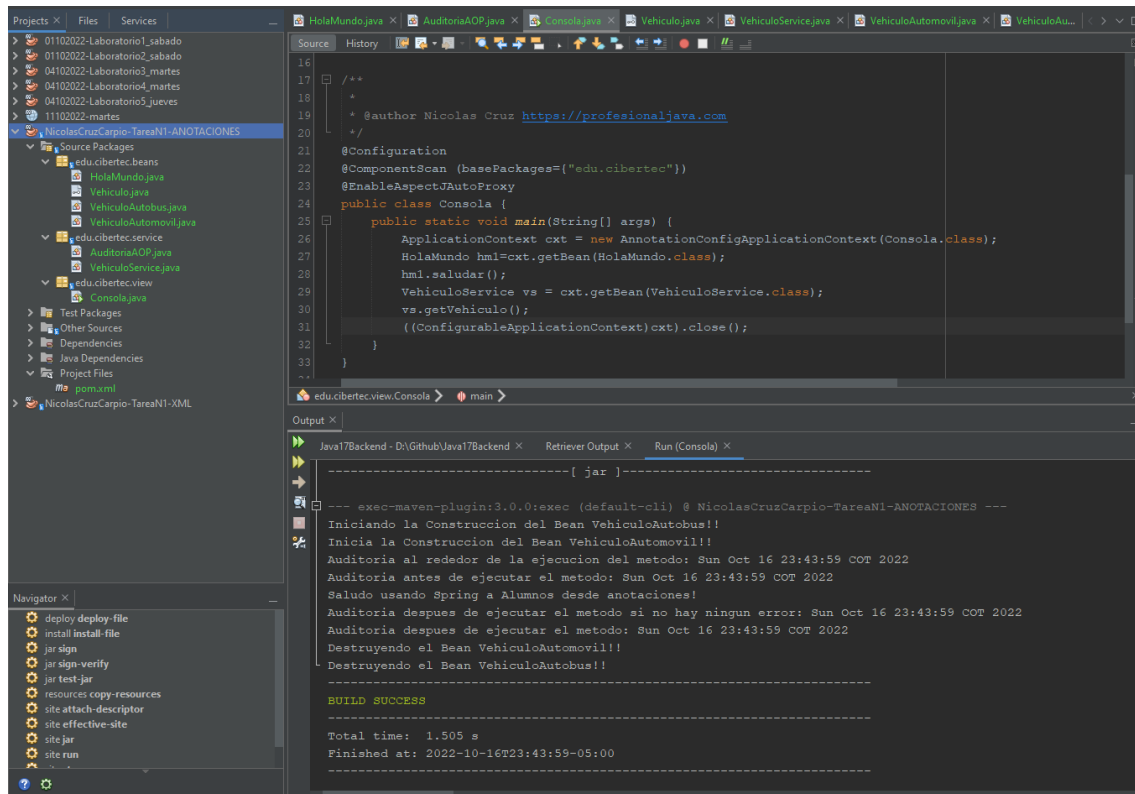 Projects × Files Services
01102022-Laboratorio1_sabado
01102022-Laboratorio2_sabado
04102022-Laboratorio3_martes
04102022-Laboratorio4_martes
04102022-Laboratorio5_jueves
11102022-martes
NicolasCruzCarpio-TareaN1-ANOTACIONES
Source Packages
edu.cibertec.beans
HolaMundo.java
Vehiculo.java
VehiculoAutobus.java
VehiculoAutomovil.java
edu.cibertec.service
AuditoriaAOP.java
VehiculoService.java
edu.cibertec.view
Consola.java
Test Packages
Other Sources
Dependencies
Java Dependencies
Project Files
pom.xml
NicolasCruzCarpio-TareaN1-XML
Navigator ×
deploy deploy-file
install install-file
jar sign
jar sign-verify
jar test-jar
resources copy-resources
site attach-descriptor
site effective-site
site jar
site run
HolaMundo.java × AuditoriaAOP.java × Consola.java × Vehiculo.java × VehiculoService.java × VehiculoAutomovil.java × VehiculoAu...
Source History
16
17 /**
18 *
19 * @author Nicolas Cruz https://profesionaljava.com
20 */
21 @Configuration
22 @ComponentScan (basePackages={"edu.cibertec"})
23 @EnableAspectJAutoProxy
24 public class Consola {
25 public static void main(String[] args) {
26 ApplicationContext cxt = new AnnotationConfigApplicationContext(Consola.class);
27 HolaMundo hm1=cxt.getBean(HolaMundo.class);
28 hm1.saludar();
29 VehiculoService vs = cxt.getBean(VehiculoService.class);
30 vs.getVehiculo();
31 ((ConfigurableApplicationContext)cxt).close();
32 }
33 }
edu.cibertec.view.Consola main
Output ×
Java17Backend - D:\Github\Java17Backend × Retriever Output × Run (Consola) ×
--------------------------------[ jar ]---------------------------------
--- exec-maven-plugin:3.0.0:exec (default-cli) @ NicolasCruzCarpio-TareaN1-ANOTACIONES ---
Iniciando la Construccion del Bean VehiculoAutobus!!
Inicia la Construccion del Bean VehiculoAutomovil!!
Auditoria al rededor de la ejecucion del metodo: Sun Oct 16 23:43:59 COT 2022
Auditoria antes de ejecutar el metodo: Sun Oct 16 23:43:59 COT 2022
Saludo usando Spring a Alumnos desde anotaciones!
Auditoria despues de ejecutar el metodo si no hay ningun error: Sun Oct 16 23:43:59 COT 2022
Auditoria despues de ejecutar el metodo: Sun Oct 16 23:43:59 COT 2022
Destruyendo el Bean VehiculoAutomovil!!
Destruyendo el Bean VehiculoAutobus!!
------------------------------------------------------------------------
BUILD SUCCESS
------------------------------------------------------------------------
Total time:  1.505 s
Finished at: 2022-10-16T23:43:59-05:00
------------------------------------------------------------------------